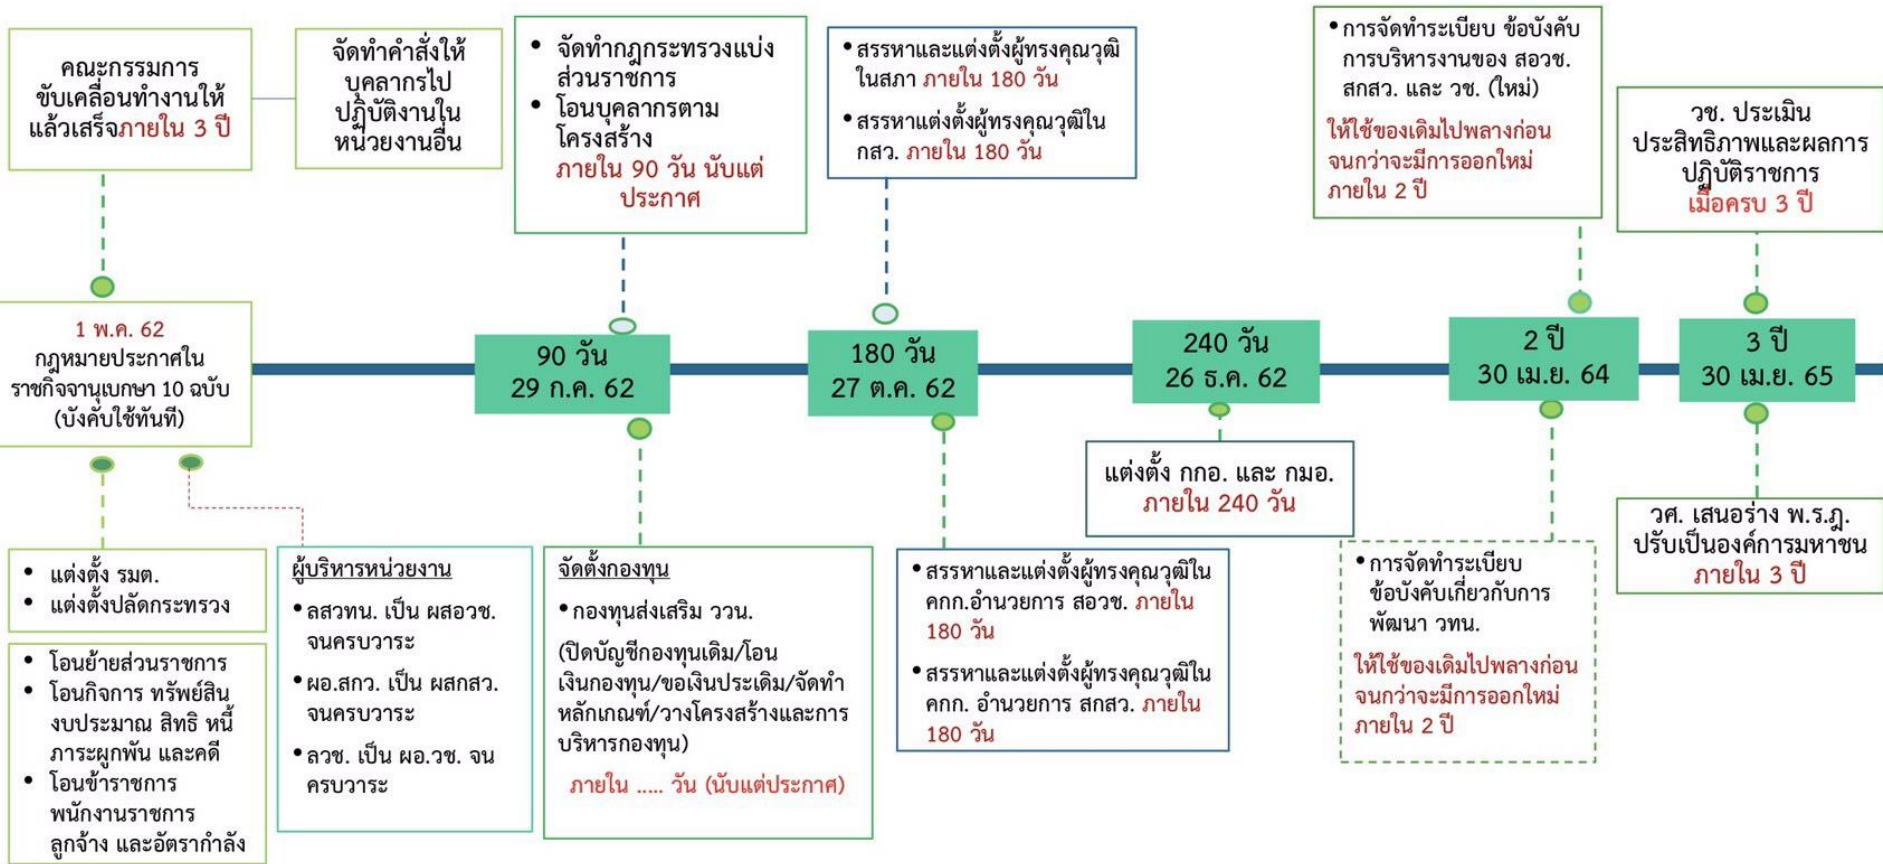 คณะกรรมการ
ขับเคลื่อนทำงานให้
แล้วเสร็จภายใน 3 ปี
จัดทำคำสั่งให้
บุคลากรไป
ปฏิบัติงานใน
หน่วยงานอื่น
• จัดทำกฎกระทรวงแบ่ง
ส่วนราชการ
• โอนบุคลากรตาม
โครงสร้าง
ภายใน 90 วัน นับแต่
ประกาศ
• สรรหาและแต่งตั้งผู้ทรงคุณวุฒิ
ในสภา ภายใน 180 วัน
• สรรหาแต่งตั้งผู้ทรงคุณวุฒิใน
กสว. ภายใน 180 วัน
• การจัดทำระเบียบ ข้อบังคับ
การบริหารงานของ สอวช.
สกสว. และ วช. (ใหม่)
ให้ใช้ของเดิมไปพลางก่อน
จนกว่าจะมีการออกใหม่
ภายใน 2 ปี
วช. ประเมิน
ประสิทธิภาพและผลการ
ปฏิบัติราชการ
เมื่อครบ 3 ปี
1 พ.ค. 62
กฎหมายประกาศใน
ราชกิจจานุเบกษา 10 ฉบับ
(บังคับใช้ทันที)
90 วัน
29 ก.ค. 62
180 วัน
27 ต.ค. 62
240 วัน
26 ธ.ค. 62
2 ปี
30 เม.ย. 64
3 ปี
30 เม.ย. 65
• แต่งตั้ง รมต.
• แต่งตั้งปลัดกระทรวง
• โอนย้ายส่วนราชการ
• โอนกิจการ ทรัพย์สิน
งบประมาณ สิทธิ หนี้
ภาระผูกพัน และคดี
• โอนข้าราชการ
พนักงานราชการ
ลูกจ้าง และอัตรากำลัง
ผู้บริหารหน่วยงาน
• ลสวทน. เป็น ผสอวช.
จนครบวาระ
• ผอ.สกว. เป็น ผสกสว.
จนครบวาระ
• ลวช. เป็น ผอ.วช. จน
ครบวาระ
จัดตั้งกองทุน
• กองทุนส่งเสริม ววน.
(ปิดบัญชีกองทุนเดิม/โอน
เงินกองทุน/ขอเงินประเดิม/จัดทำ
หลักเกณฑ์/วางโครงสร้างและการ
บริหารกองทุน)
ภายใน ..... วัน (นับแต่ประกาศ)
• สรรหาและแต่งตั้งผู้ทรงคุณวุฒิใน
คกก.อำนวยการ สอวช. ภายใน
180 วัน
• สรรหาและแต่งตั้งผู้ทรงคุณวุฒิใน
คกก. อำนวยการ สกสว. ภายใน
180 วัน
แต่งตั้ง กกอ. และ กมอ.
ภายใน 240 วัน
• การจัดทำระเบียบ
ข้อบังคับเกี่ยวกับการ
พัฒนา วทน.
ให้ใช้ของเดิมไปพลางก่อน
จนกว่าจะมีการออกใหม่
ภายใน 2 ปี
วศ. เสนอร่าง พ.ร.ฎ.
ปรับเป็นองค์การมหาชน
ภายใน 3 ปี